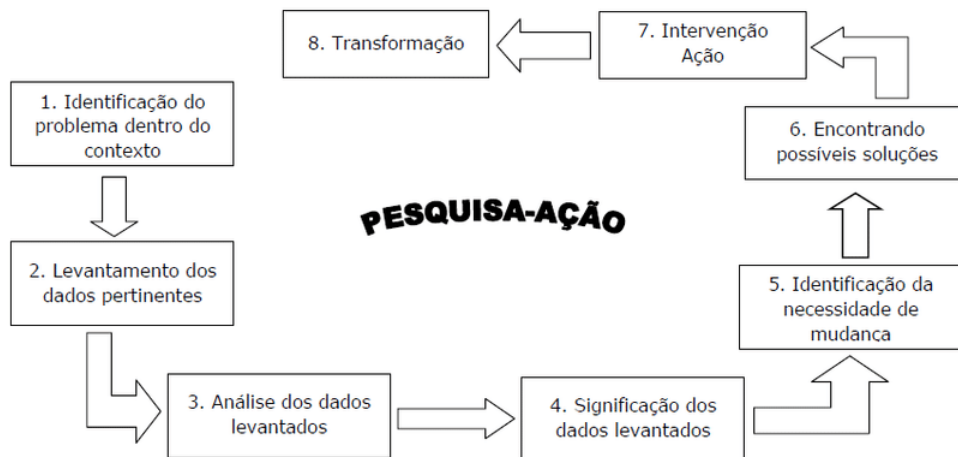 1. Identificação do
problema dentro do
contexto
2. Levantamento dos
dados pertinentes
3. Análise dos dados
levantados
4. Significação dos
dados levantados
5. Identificação da
necessidade de
mudança
6. Encontrando
possíveis soluções
7. Intervenção
Ação
8. Transformação
PESQUISA-AÇÃO